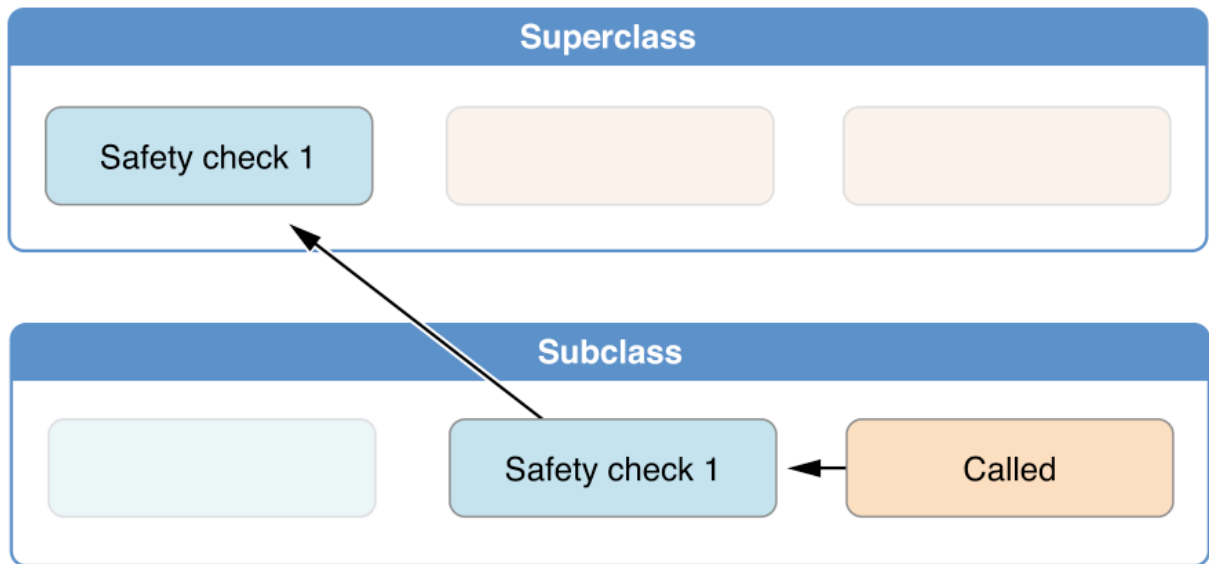 Superclass
Safety check 1
Subclass
Safety check 1
Called